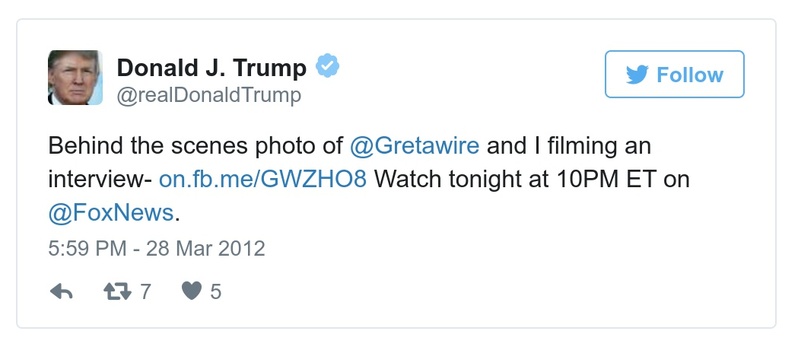 Donald J. Trump
@realDonaldTrump
Follow
Behind the scenes photo of @Gretawire and I filming an
interview- on.fb.me/GWZHO8 Watch tonight at 10PM ET on
@FoxNews.
5:59 PM - 28 Mar 2012
7 5